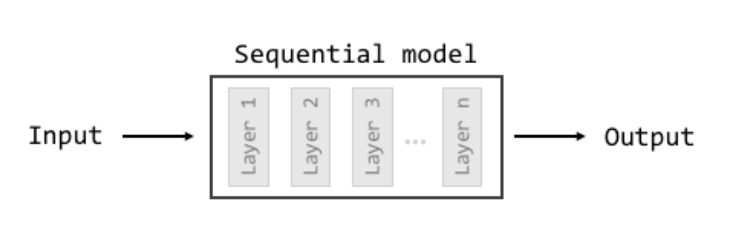 Sequential model
Input
Layer 1
Layer 2
Layer 3
...
Layer n
Output